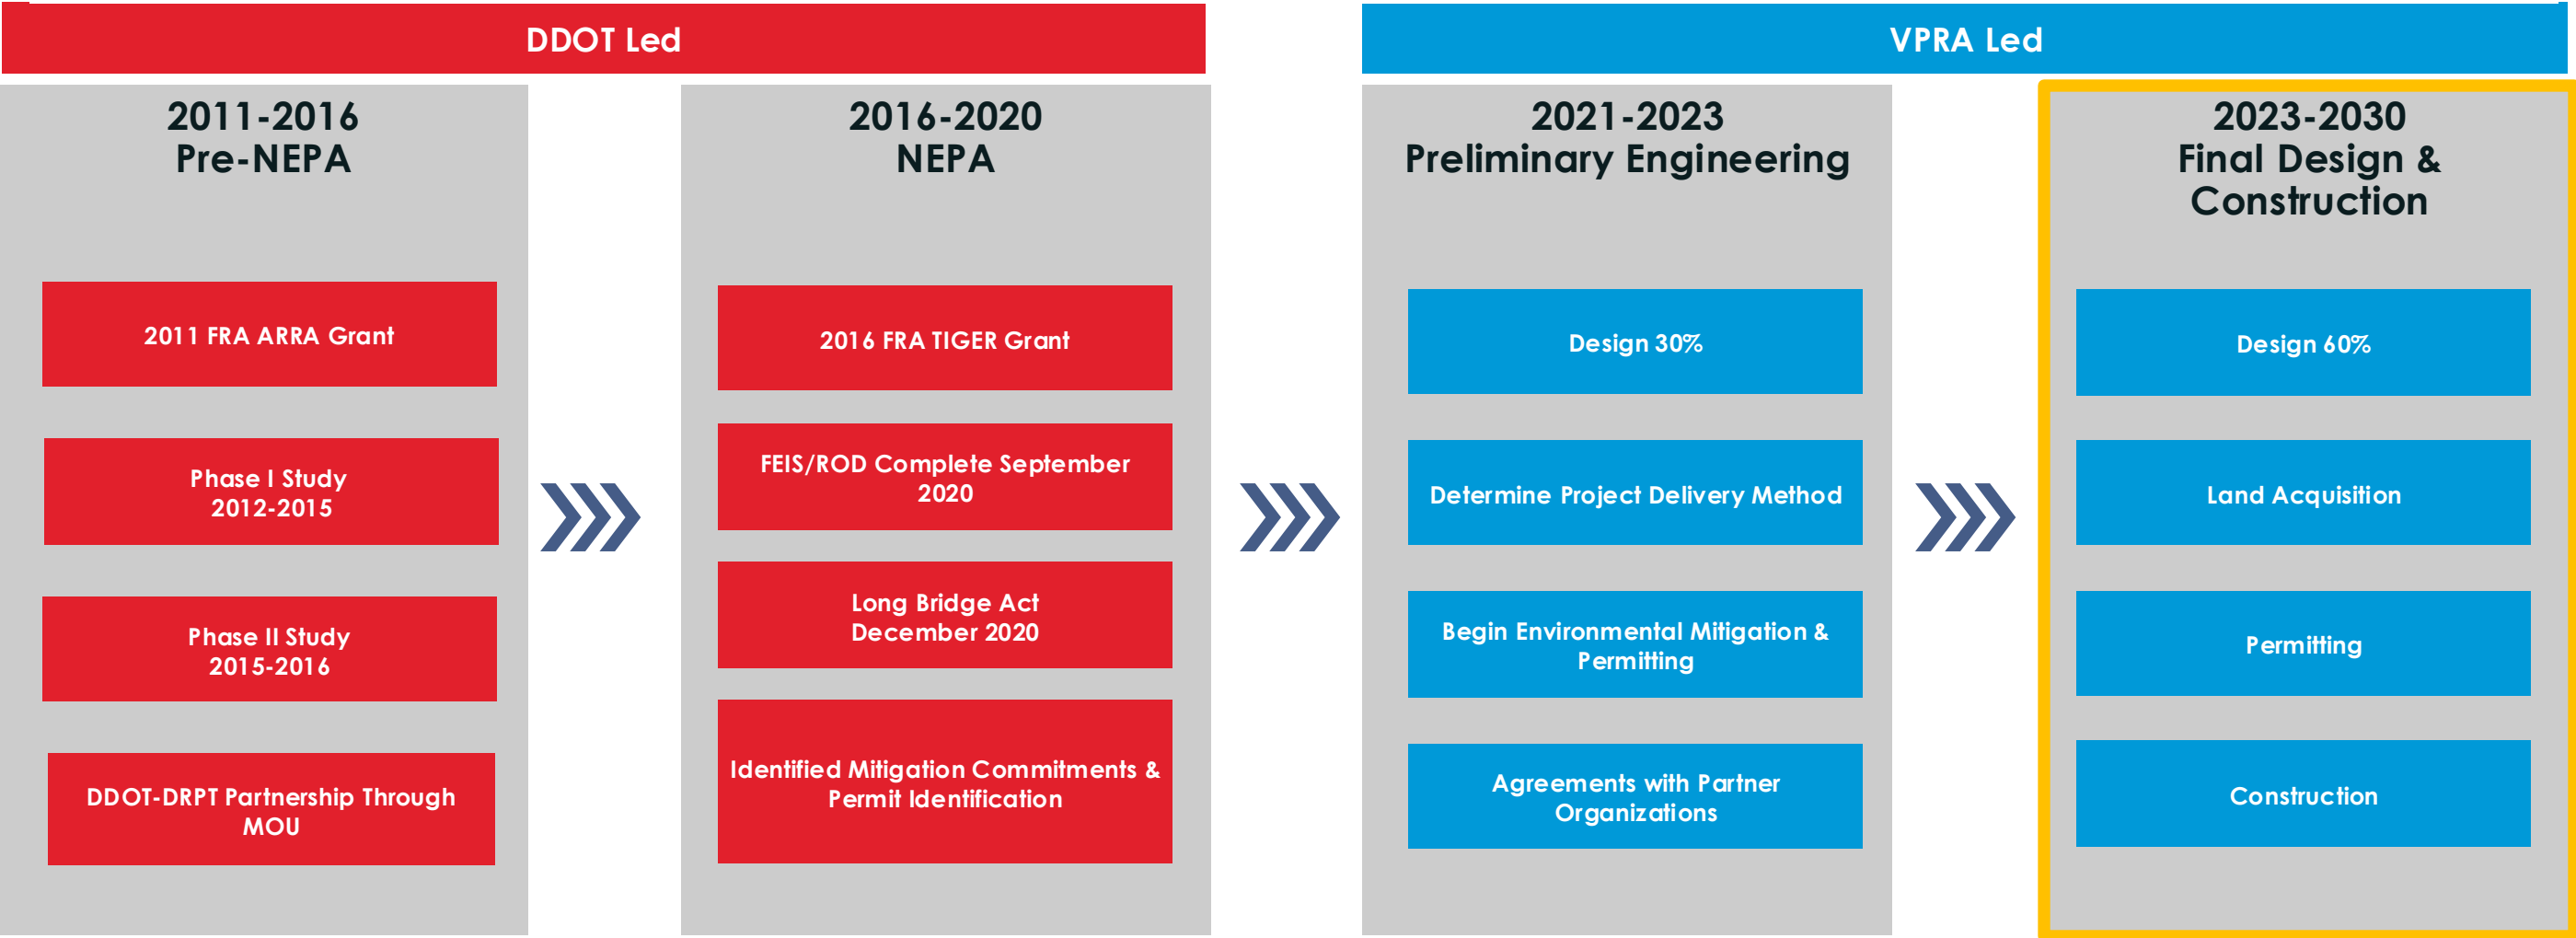 DDOT Led
VPRA Led
2011-2016
Pre-NEPA
2011 FRA ARRA Grant
Phase I Study
2012-2015
Phase II Study
2015-2016
DDOT-DRPT Partnership Through
MOU
2016-2020
NEPA
2016 FRA TIGER Grant
FEIS/ROD Complete September
2020
Long Bridge Act
December 2020
Identified Mitigation Commitments &
Permit Identification
2021-2023
Preliminary Engineering
Design 30%
Determine Project Delivery Method
Begin Environmental Mitigation &
Permitting
Agreements with Partner
Organizations
2023-2030
Final Design &
Construction
Design 60%
Land Acquisition
Permitting
Construction